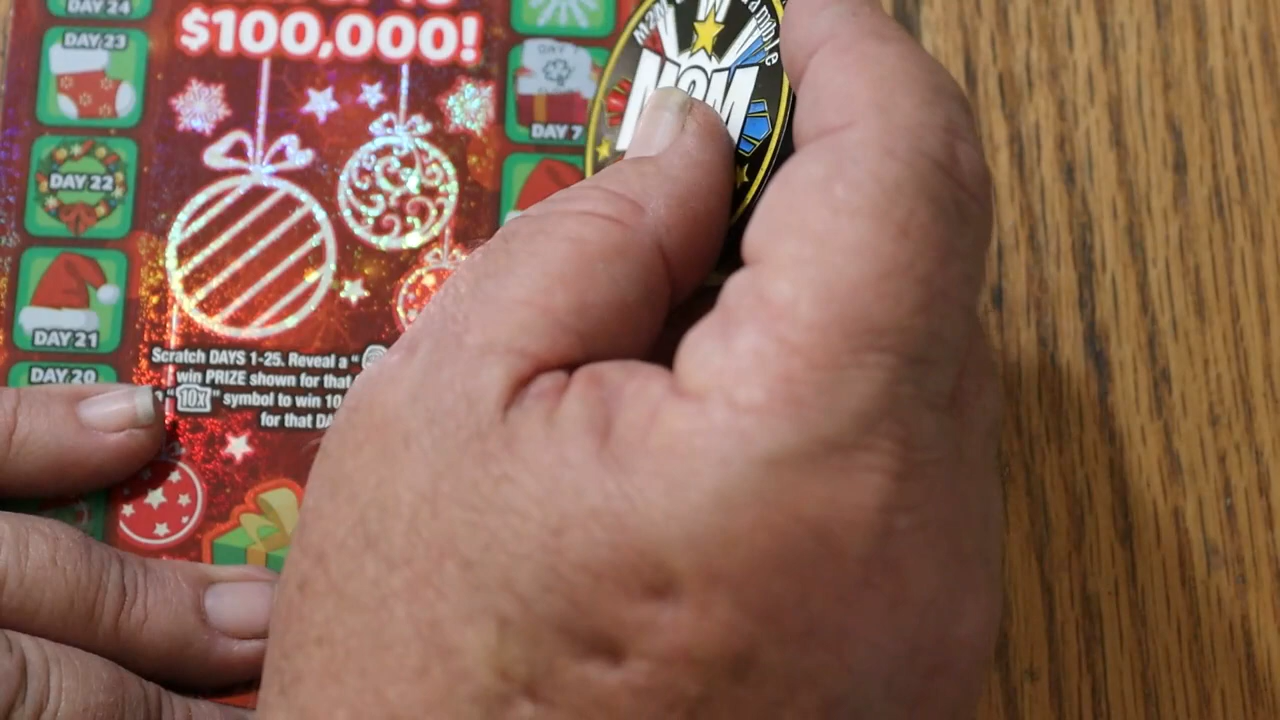 DAY 24
$100,000!
DAY 23
DAY 7
M2M
DAY 22
DAY 21
DAY 20
Scratch DAYS 1-25. Reveal a "
win PRIZE shown for that
"10X" symbol to win 10
for that DA